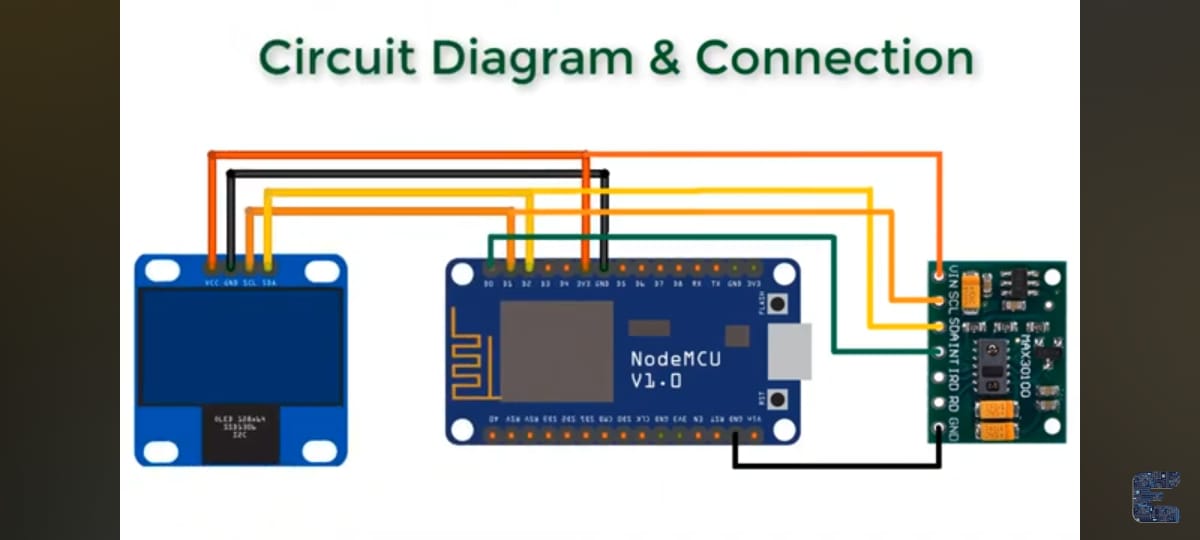 Circuit Diagram & Connection
VCC GND SCL SDA
OLED 128x64
SSD1306
I2C
D0 D1 D2 D3 D4 3V3 GND D5 D6 D7 D8 RX TX GND 3V3
FLASH
NodeMCU
V1.0
RST
A0 RSV RSV SD3 SD2 SD1 CMD SD0 CLK GND 3V3 EN RST GND Vin
VIN SCL SDA INT IRD RD GND
MAX30100
E